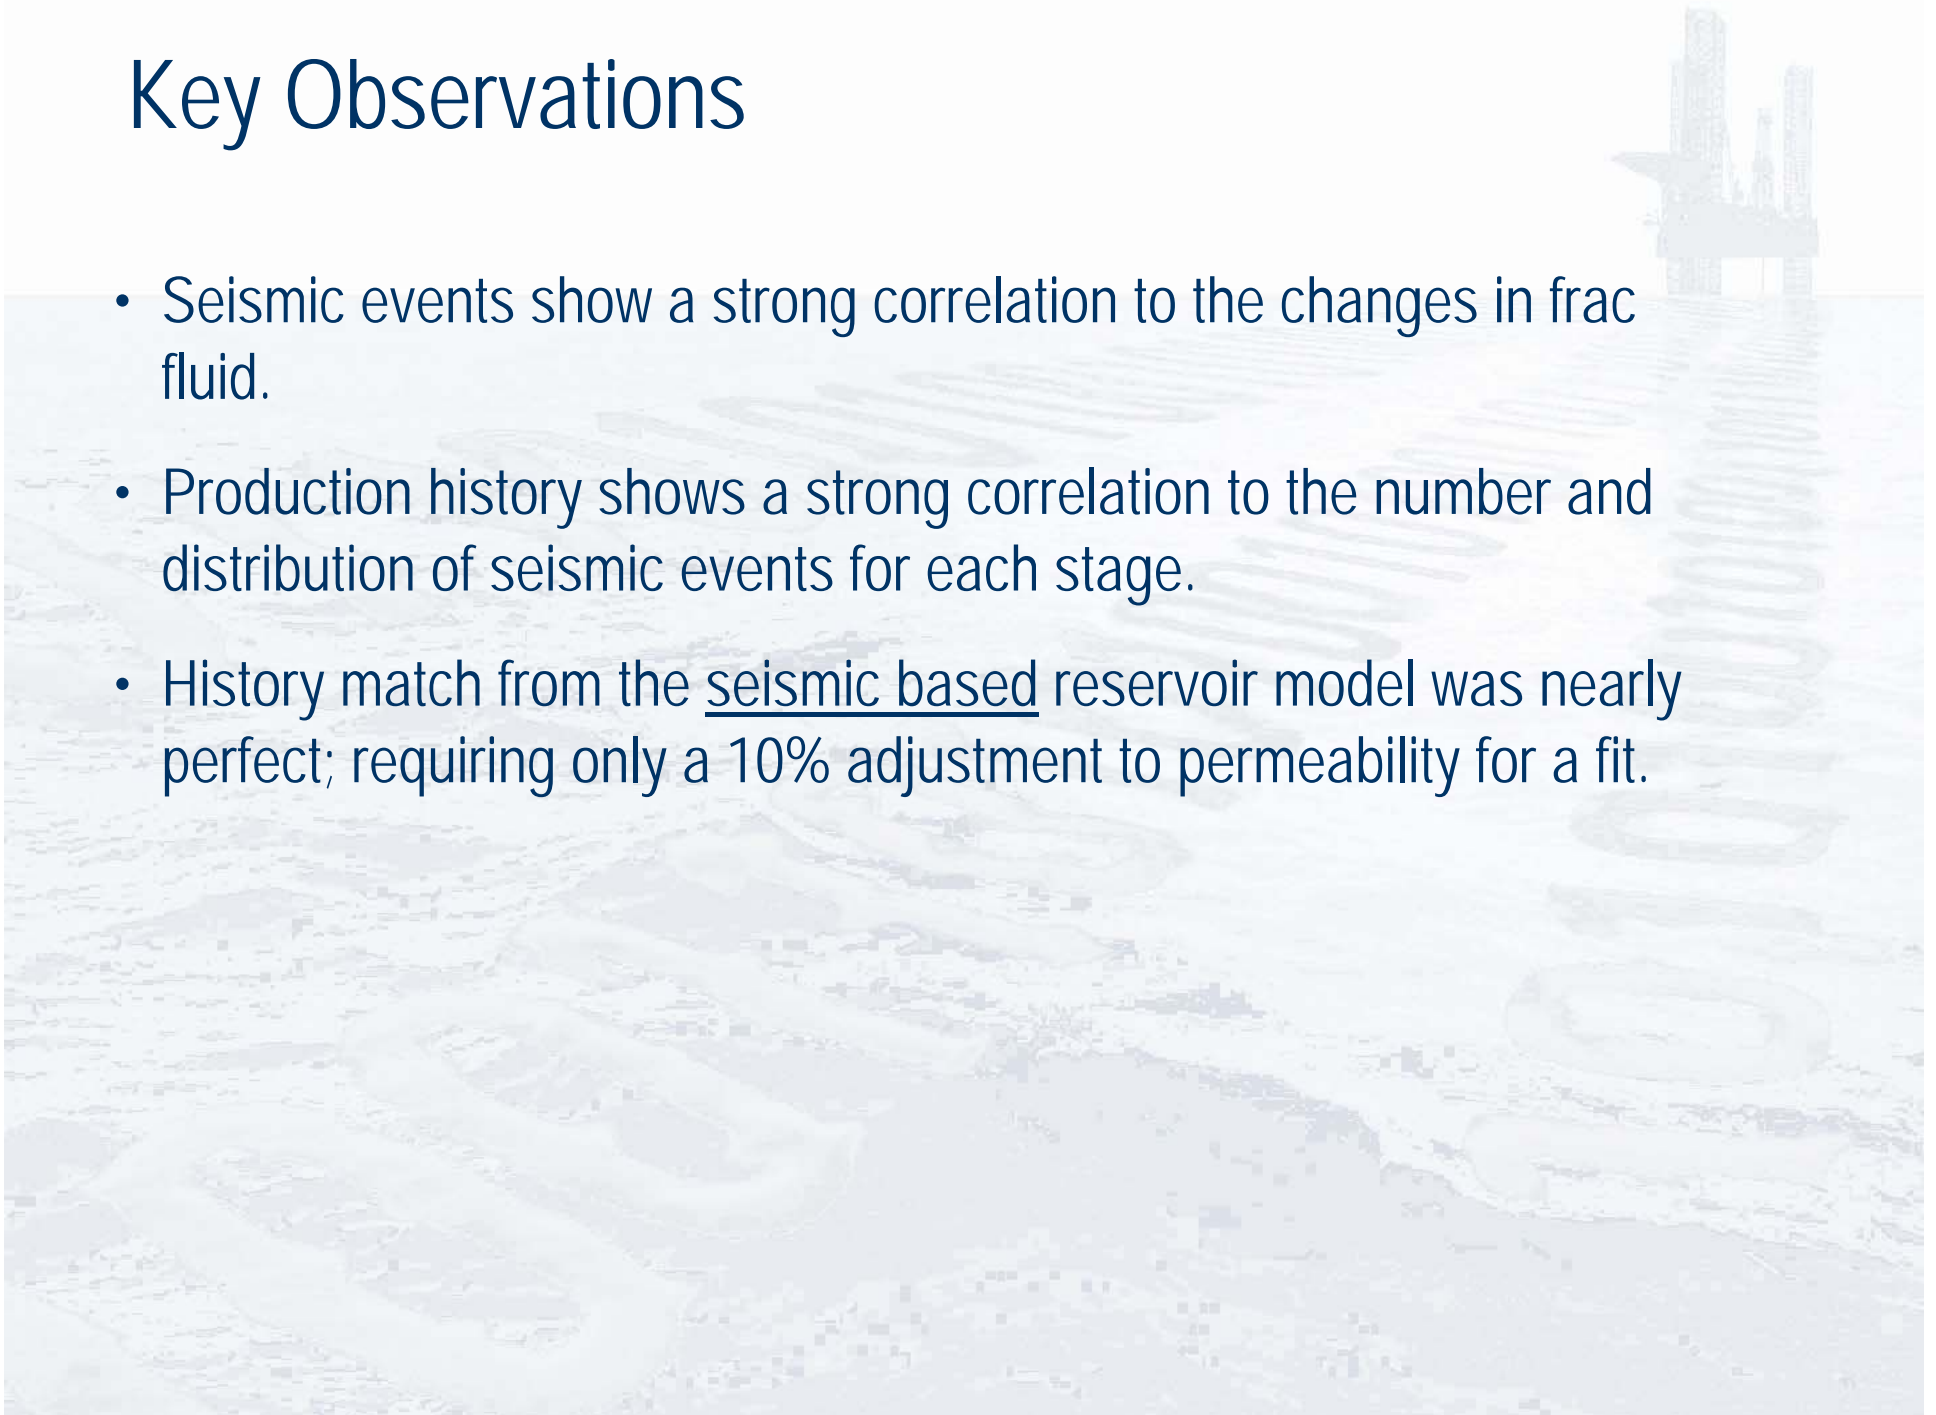 Key Observations
• Seismic events show a strong correlation to the changes in frac
fluid.
• Production history shows a strong correlation to the number and
distribution of seismic events for each stage.
• History match from the seismic based reservoir model was nearly
perfect; requiring only a 10% adjustment to permeability for a fit.